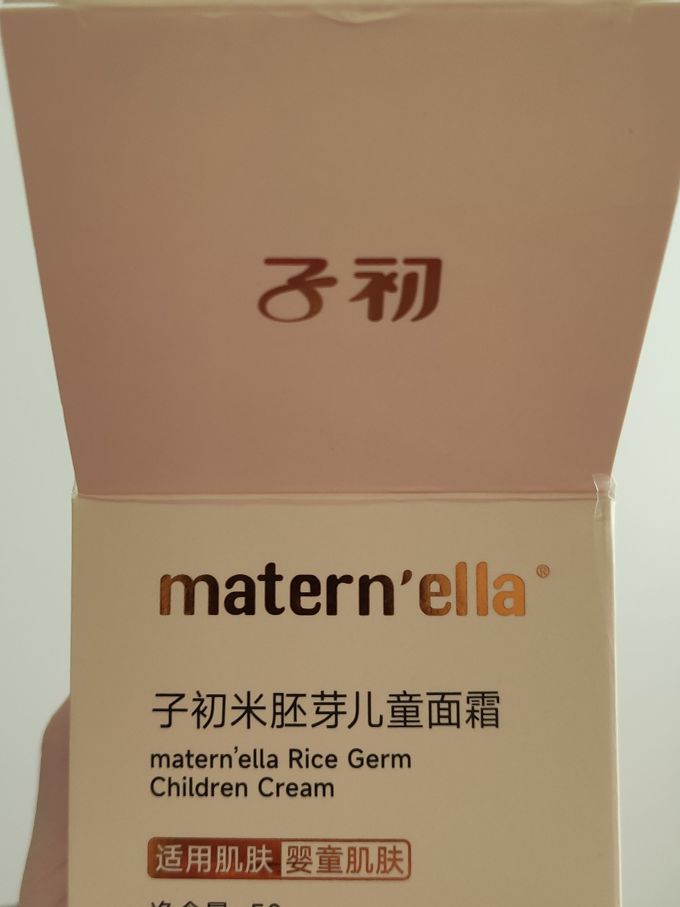 子初
matern'ella®
子初米胚芽儿童面霜
matern'ella Rice Germ
Children Cream
适用肌肤 婴童肌肤